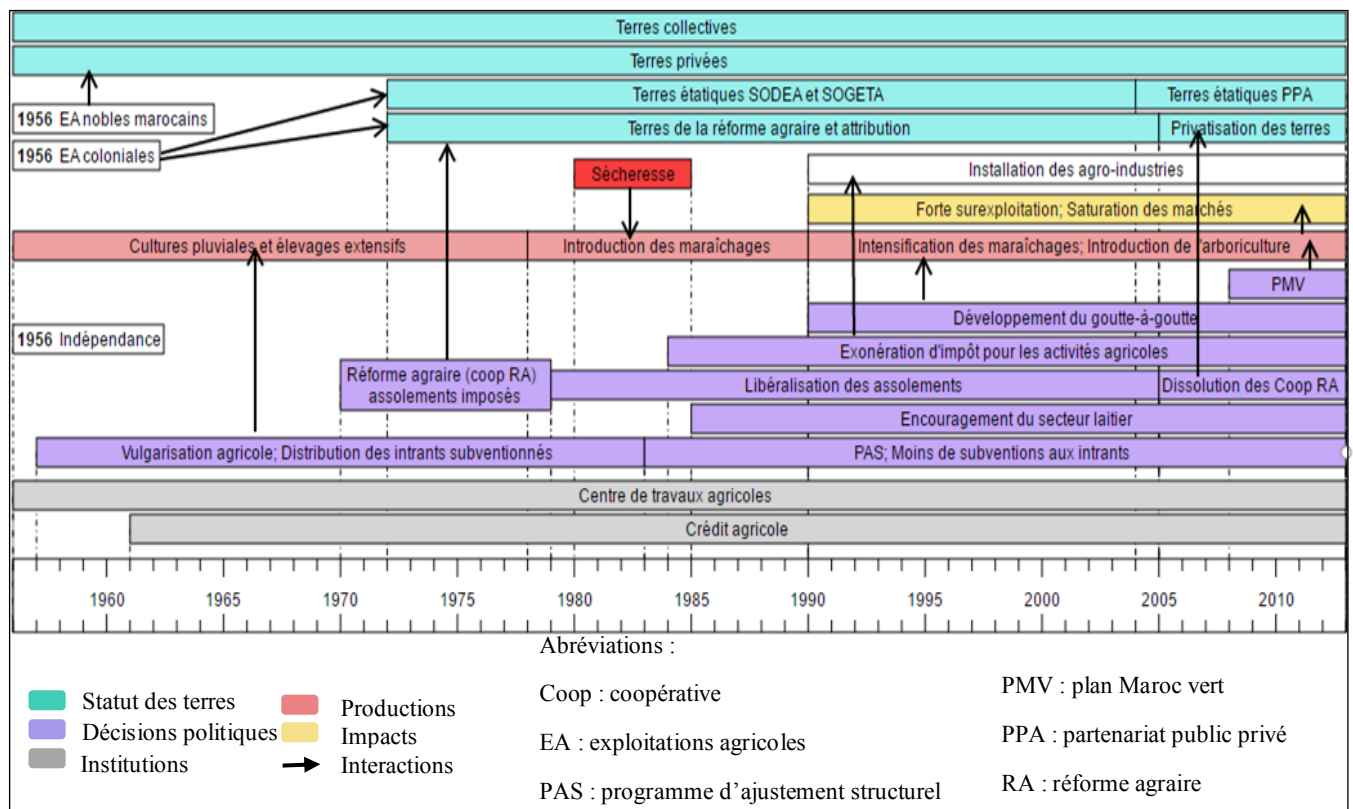 Terres collectives
Terres privées
Terres étatiques SODEA et SOGETA
Terres étatiques PPA
1956 EA nobles marocains
Terres de la réforme agraire et attribution
Privatisation des terres
1956 EA coloniales
Sécheresse
Installation des agro-industries
Forte surexploitation; Saturation des marchés
Cultures pluviales et élevages extensifs
Introduction des maraîchages
Intensification des maraîchages; Introduction de l'arboriculture
PMV
Développement du goutte-à-goutte
1956 Indépendance
Exonération d'impôt pour les activités agricoles
Réforme agraire (coop RA)
assolements imposés
Libéralisation des assolements
Dissolution des Coop RA
Encouragement du secteur laitier
Vulgarisation agricole; Distribution des intrants subventionnés
PAS; Moins de subventions aux intrants
Centre de travaux agricoles
Crédit agricole
1960 1965 1970 1975 1980 1985 1990 1995 2000 2005 2010
Statut des terres
Décisions politiques
Institutions
Productions
Impacts
Interactions
Abréviations :
Coop : coopérative
EA : exploitations agricoles
PAS : programme d'ajustement structurel
PMV : plan Maroc vert
PPA : partenariat public privé
RA : réforme agraire